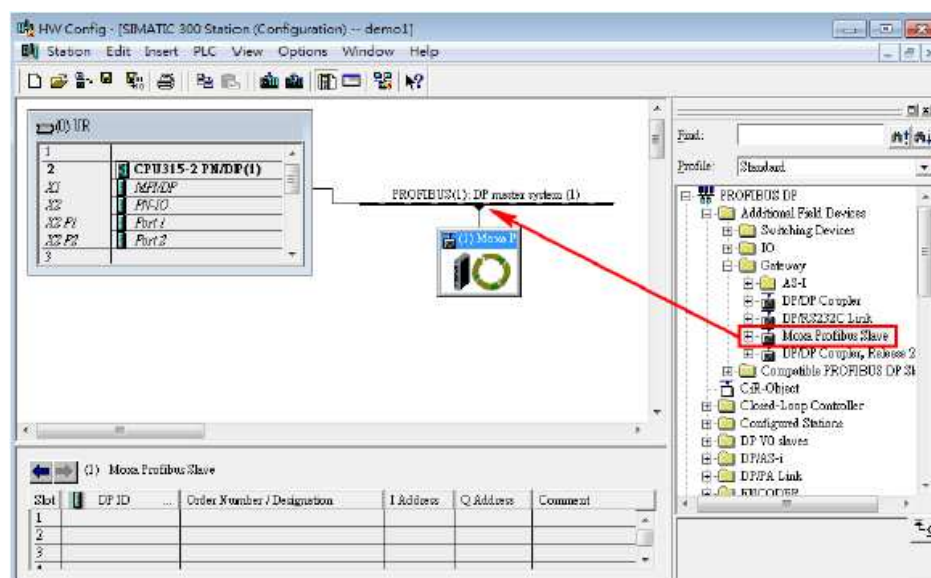 HW Config - [SIMATIC 300 Station (Configuration) -- demo1]
Station Edit Insert PLC View Options Window Help
(0) UR
1
2 CPU315-2 PN/DP(1)
X1 MPI/DP
X2 PN-IO
X2 P1 Port 1
X2 P2 Port 2
3
PROFIBUS(1): DP master system (1)
(1) Moxa P
Find:
Profile: Standard
PROFIBUS DP
Additional Field Devices
Switching Devices
IO
Gateway
AS-I
DP/DP Coupler
DP/RS232C Link
Moxa Profibus Slave
DP/DP Coupler, Release 2
Compatible PROFIBUS DP Sl
CiR-Object
Closed-Loop Controller
Configured Stations
DP V0 slaves
DP/AS-i
DP/PA Link
ENCODER
(1) Moxa Profibus Slave
Slot DP ID ... Order Number / Designation I Address Q Address Comment
1
2
3
4